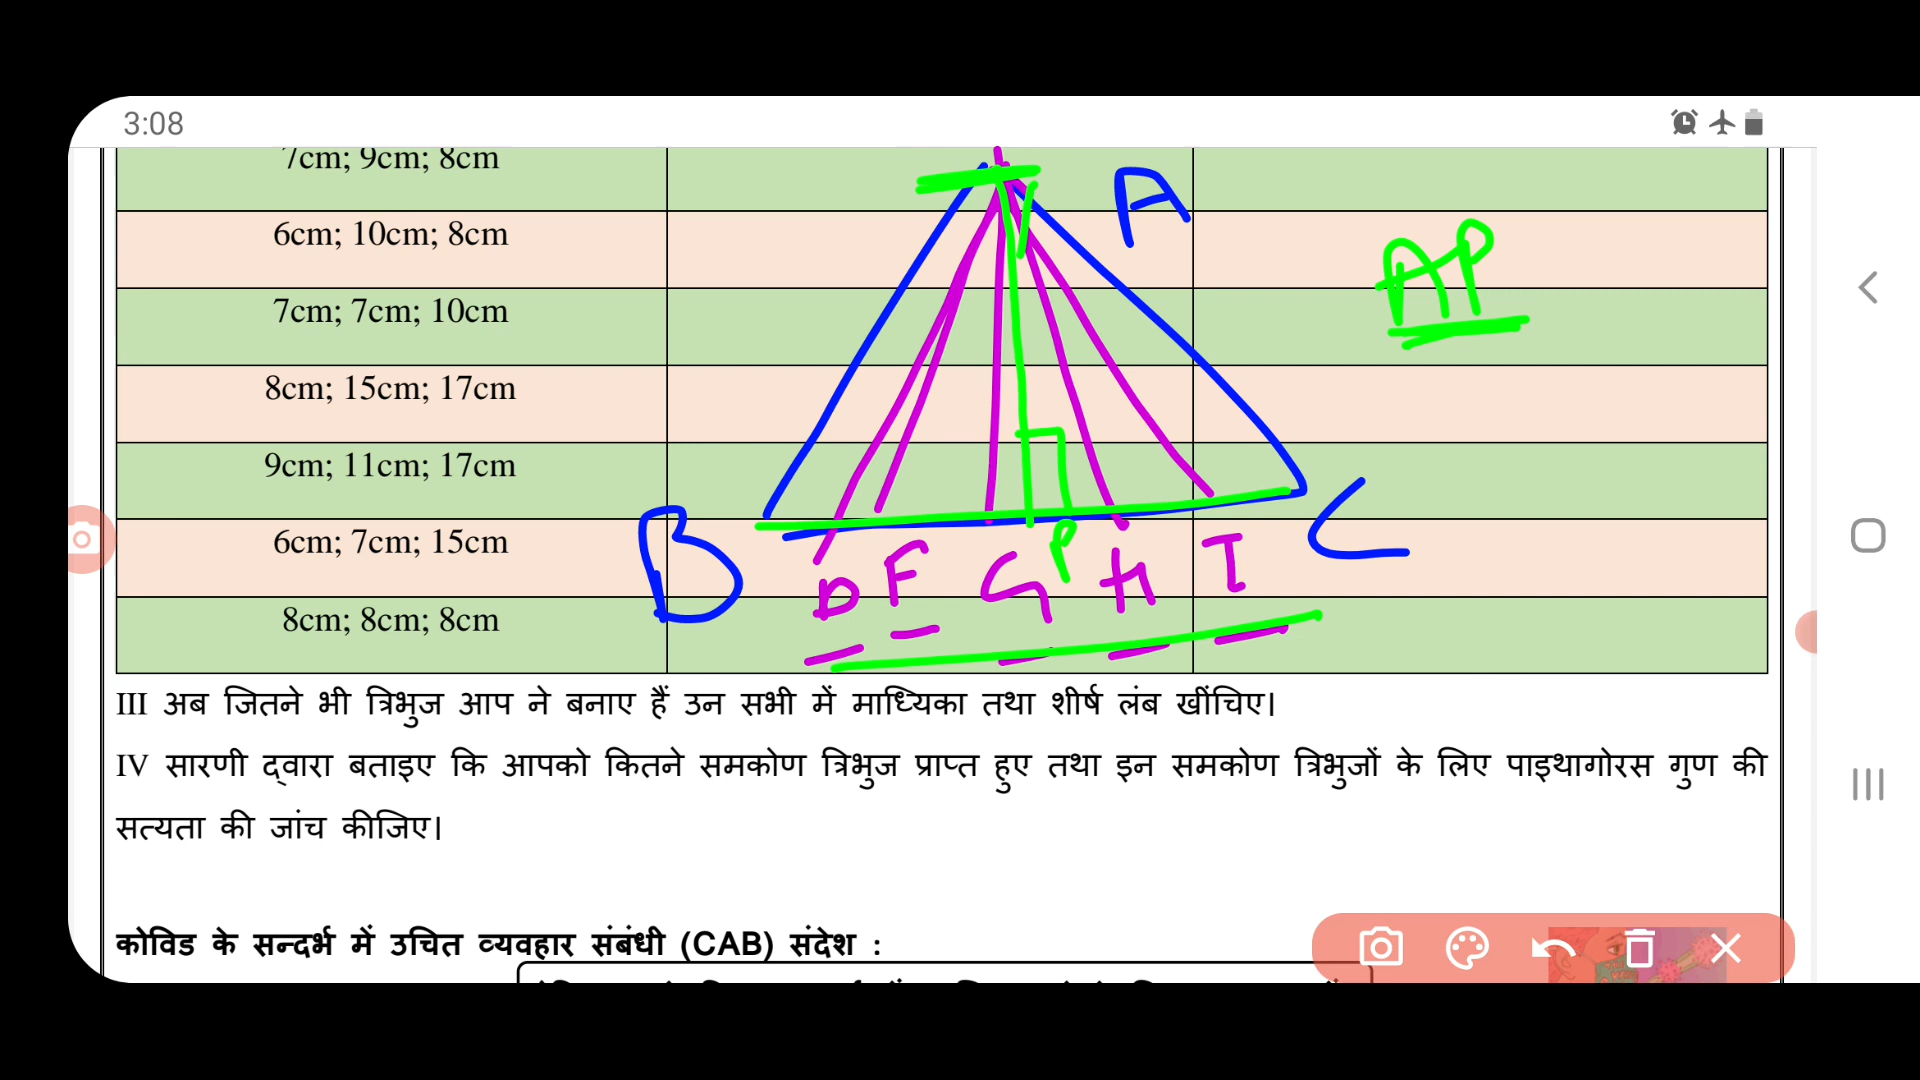 3:08
7cm; 9cm; 8cm
6cm; 10cm; 8cm
7cm; 7cm; 10cm
8cm; 15cm; 17cm
9cm; 11cm; 17cm
6cm; 7cm; 15cm
8cm; 8cm; 8cm
A
AP
B
C
D F G P H I
III अब जितने भी त्रिभुज आप ने बनाए हैं उन सभी में माध्यिका तथा शीर्ष लंब खींचिए।
IV सारणी द्वारा बताइए कि आपको कितने समकोण त्रिभुज प्राप्त हुए तथा इन समकोण त्रिभुजों के लिए पाइथागोरस गुण की
सत्यता की जांच कीजिए।
कोविड के सन्दर्भ में उचित व्यवहार संबंधी (CAB) संदेश :